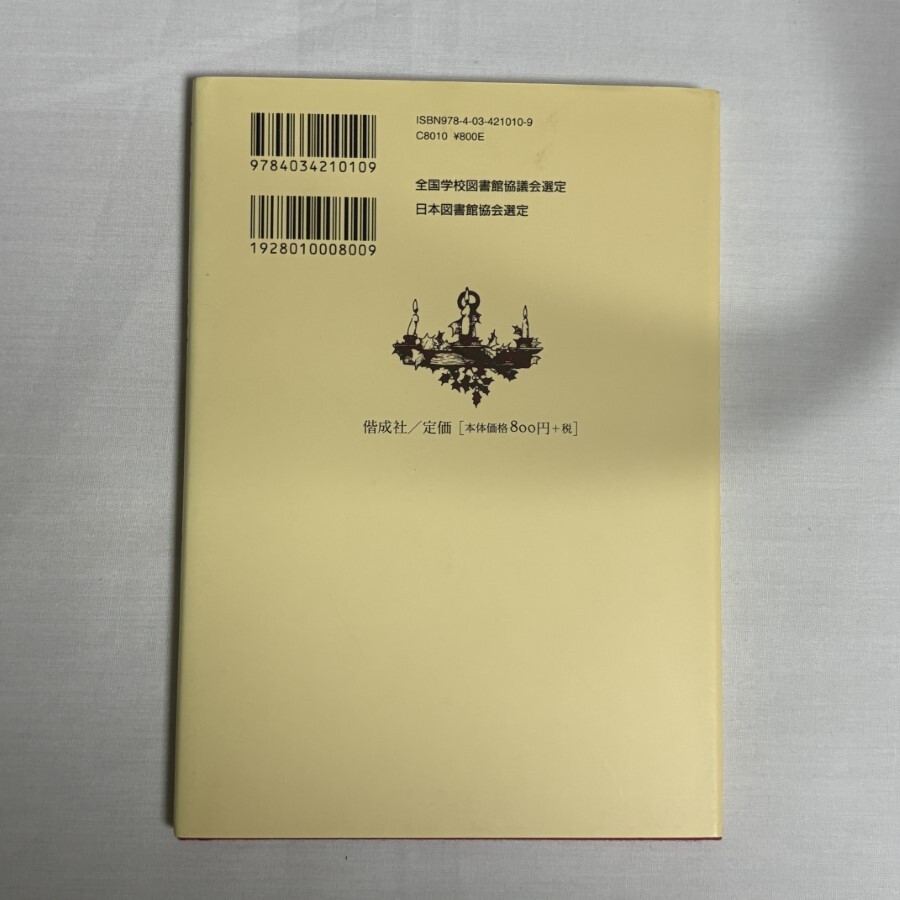 ISBN978-4-03-421010-9
C8010 ¥800E
9784034210109
全国学校図書館協議会選定
日本図書館協会選定
1928010008009
偕成社／定価［本体価格800円+税］